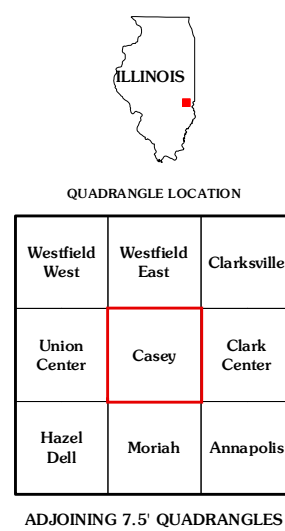 ILLINOIS
QUADRANGLE LOCATION
Westfield
West
Westfield
East
Clarksville
Union
Center
Casey
Clark
Center
Hazel
Dell
Moriah
Annapolis
ADJOINING 7.5' QUADRANGLES